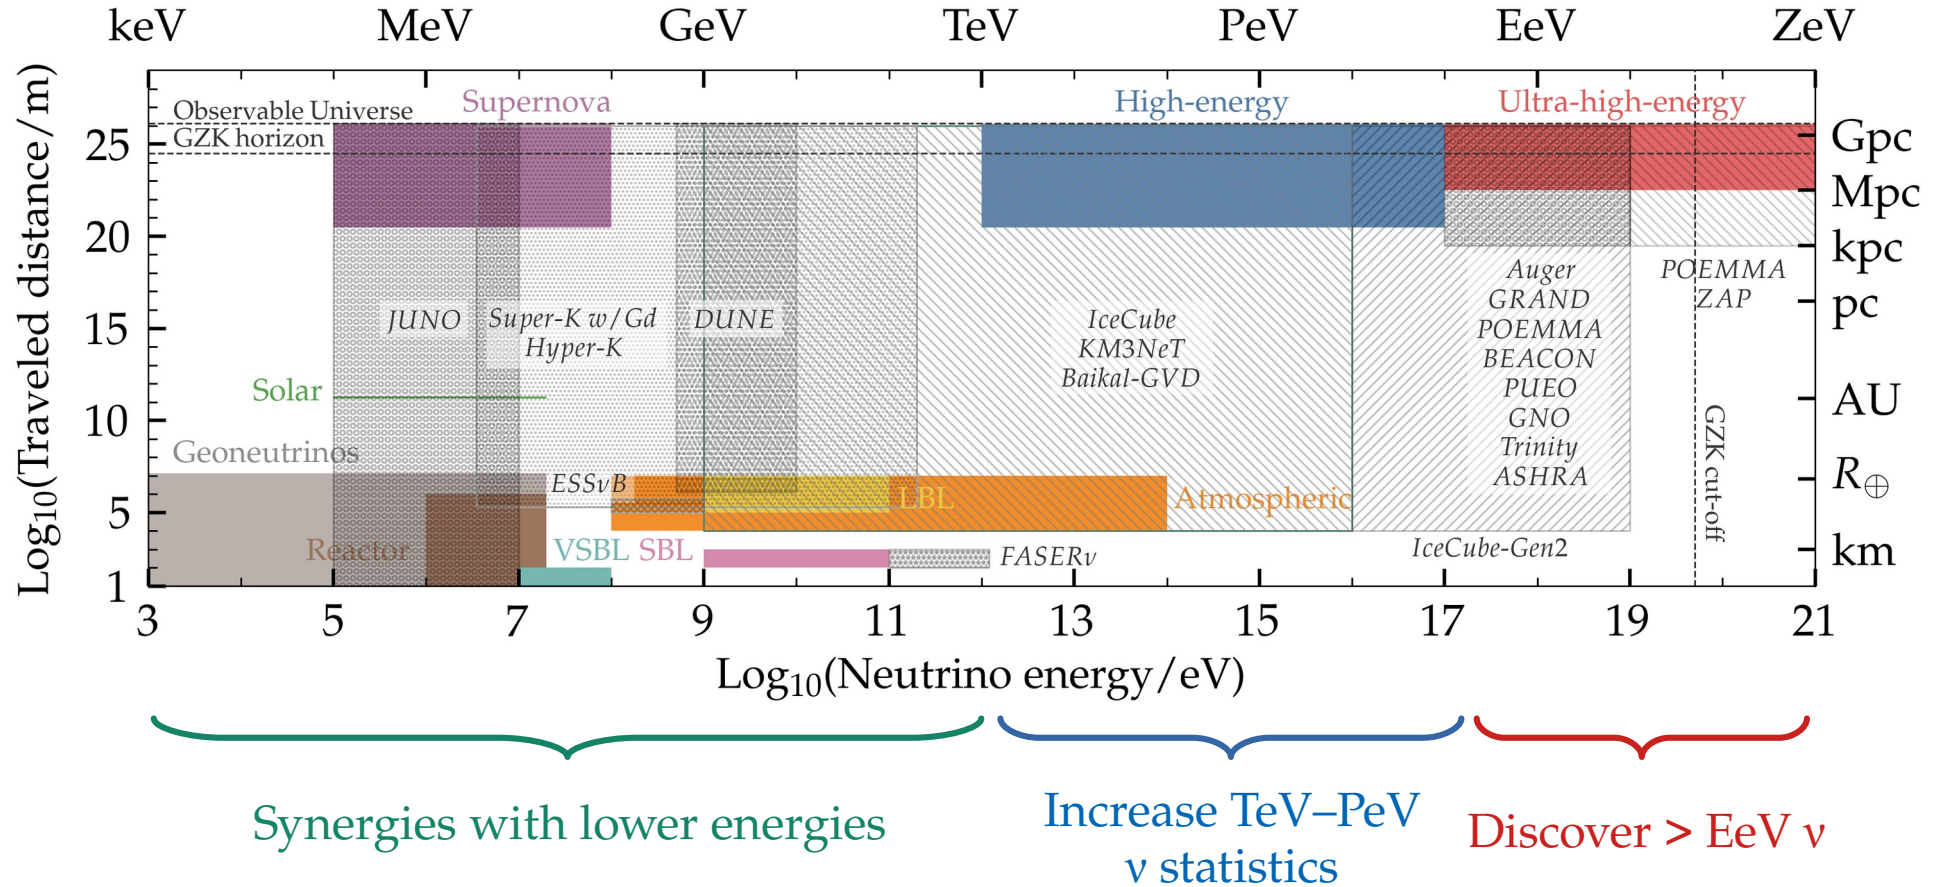 keV MeV GeV TeV PeV EeV ZeV
Log10(Traveled distance/m)
25
20
15
10
5
1
Observable Universe
GZK horizon
Supernova
High-energy
Ultra-high-energy
Gpc
Mpc
kpc
pc
AU
R⊕
km
JUNO
Super-K w/Gd
Hyper-K
DUNE
IceCube
KM3NeT
Baikal-GVD
Auger
GRAND
POEMMA
BEACON
PUEO
GNO
Trinity
ASHRA
POEMMA
ZAP
GZK cut-off
Solar
Geoneutrinos
ESSνB
LBL
Atmospheric
Reactor
VSBL
SBL
FASERν
IceCube-Gen2
3 5 7 9 11 13 15 17 19 21
Log10(Neutrino energy/eV)
Synergies with lower energies
Increase TeV–PeV
ν statistics
Discover > EeV ν